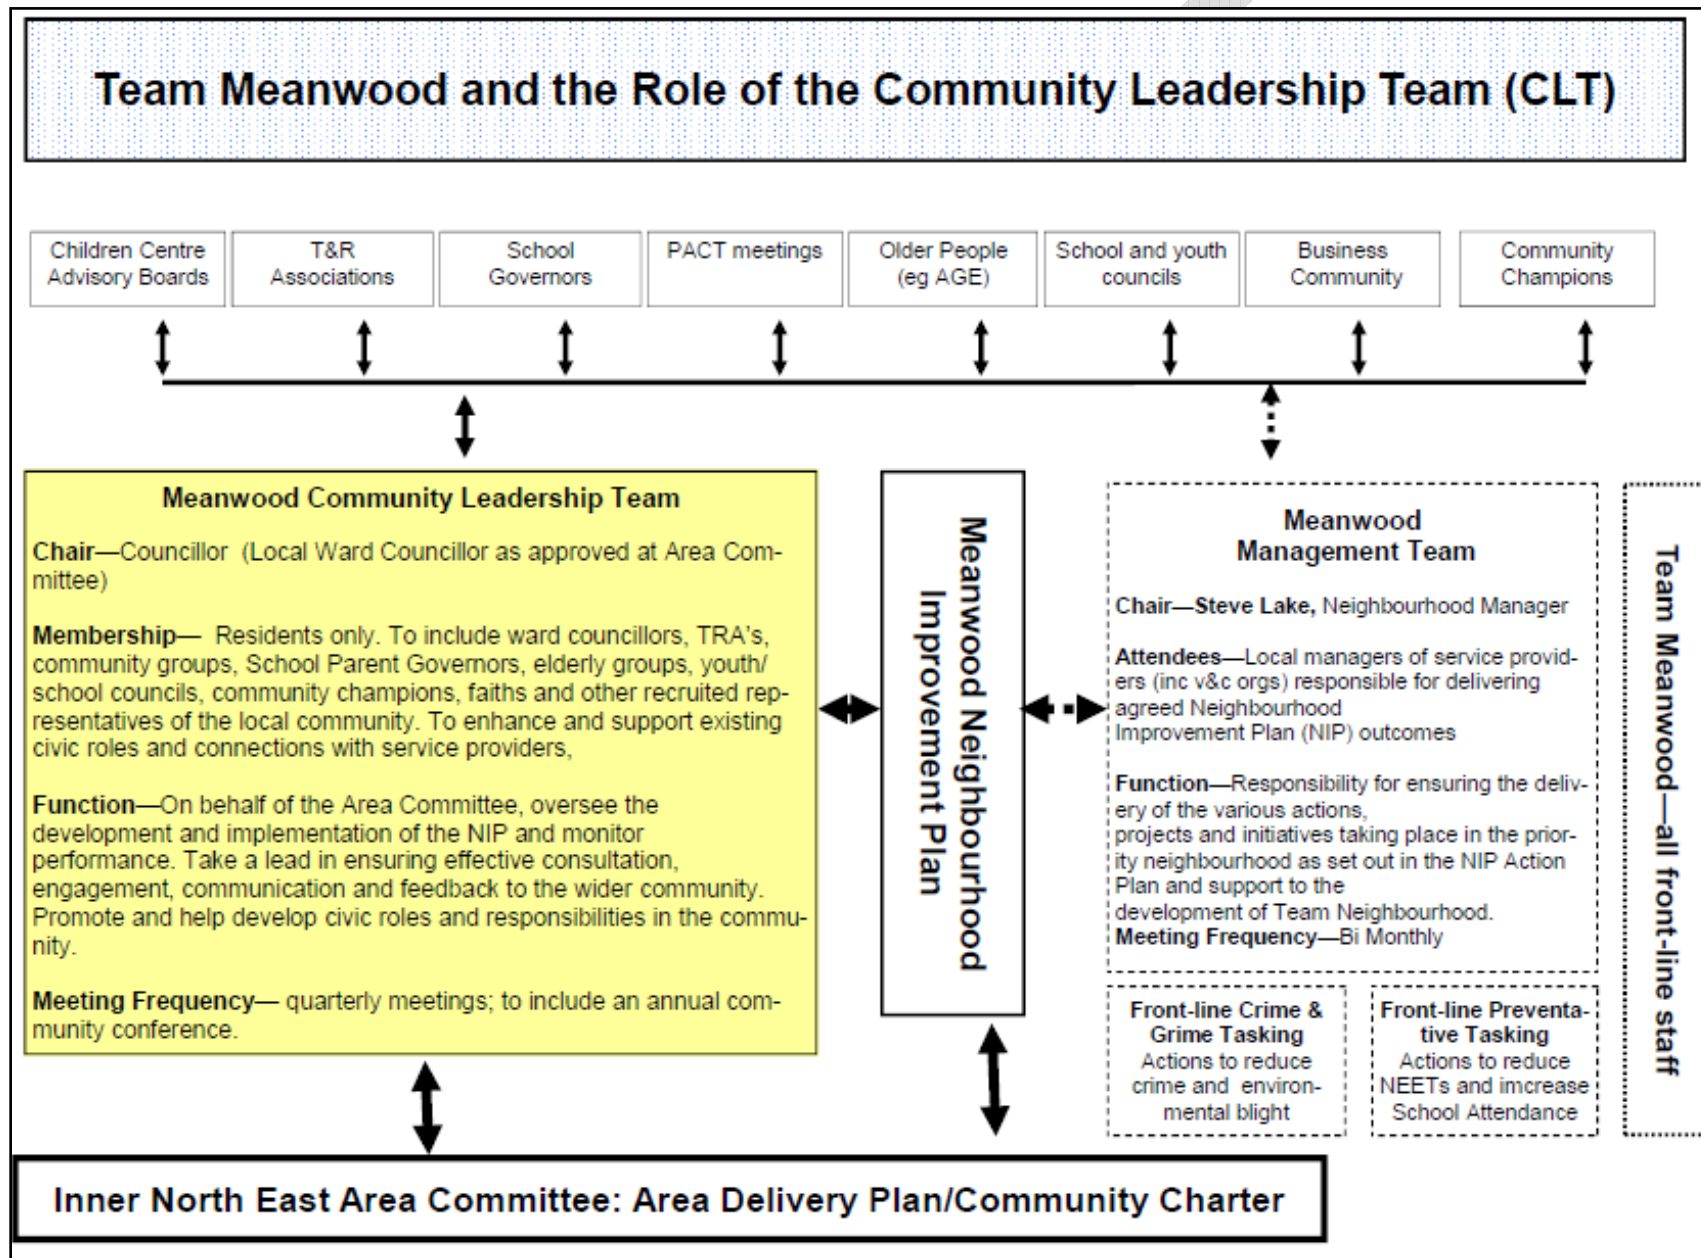 Team Meanwood and the Role of the Community Leadership Team (CLT)
Children Centre
Advisory Boards
T&R
Associations
School
Governors
PACT meetings
Older People
(eg AGE)
School and youth
councils
Business
Community
Community
Champions
Meanwood Community Leadership Team
Chair—Councillor (Local Ward Councillor as approved at Area Com-
mittee)
Membership— Residents only. To include ward councillors, TRA's,
community groups, School Parent Governors, elderly groups, youth/
school councils, community champions, faiths and other recruited rep-
resentatives of the local community. To enhance and support existing
civic roles and connections with service providers,
Function—On behalf of the Area Committee, oversee the
development and implementation of the NIP and monitor
performance. Take a lead in ensuring effective consultation,
engagement, communication and feedback to the wider community.
Promote and help develop civic roles and responsibilities in the commu-
nity.
Meeting Frequency— quarterly meetings; to include an annual com-
munity conference.
Meanwood Neighbourhood
Improvement Plan
Meanwood
Management Team
Chair—Steve Lake, Neighbourhood Manager
Attendees—Local managers of service provid-
ers (inc v&c orgs) responsible for delivering
agreed Neighbourhood
Improvement Plan (NIP) outcomes
Function—Responsibility for ensuring the deliv-
ery of the various actions,
projects and initiatives taking place in the prior-
ity neighbourhood as set out in the NIP Action
Plan and support to the
development of Team Neighbourhood.
Meeting Frequency—Bi Monthly
Front-line Crime &
Grime Tasking
Actions to reduce
crime and environ-
mental blight
Front-line Preventa-
tive Tasking
Actions to reduce
NEETs and imcrease
School Attendance
Team Meanwood—all front-line staff
Inner North East Area Committee: Area Delivery Plan/Community Charter